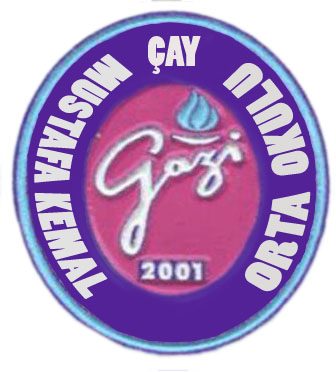 ÇAY
MUSTAFA KEMAL
ORTA OKULU
Gazi
2001